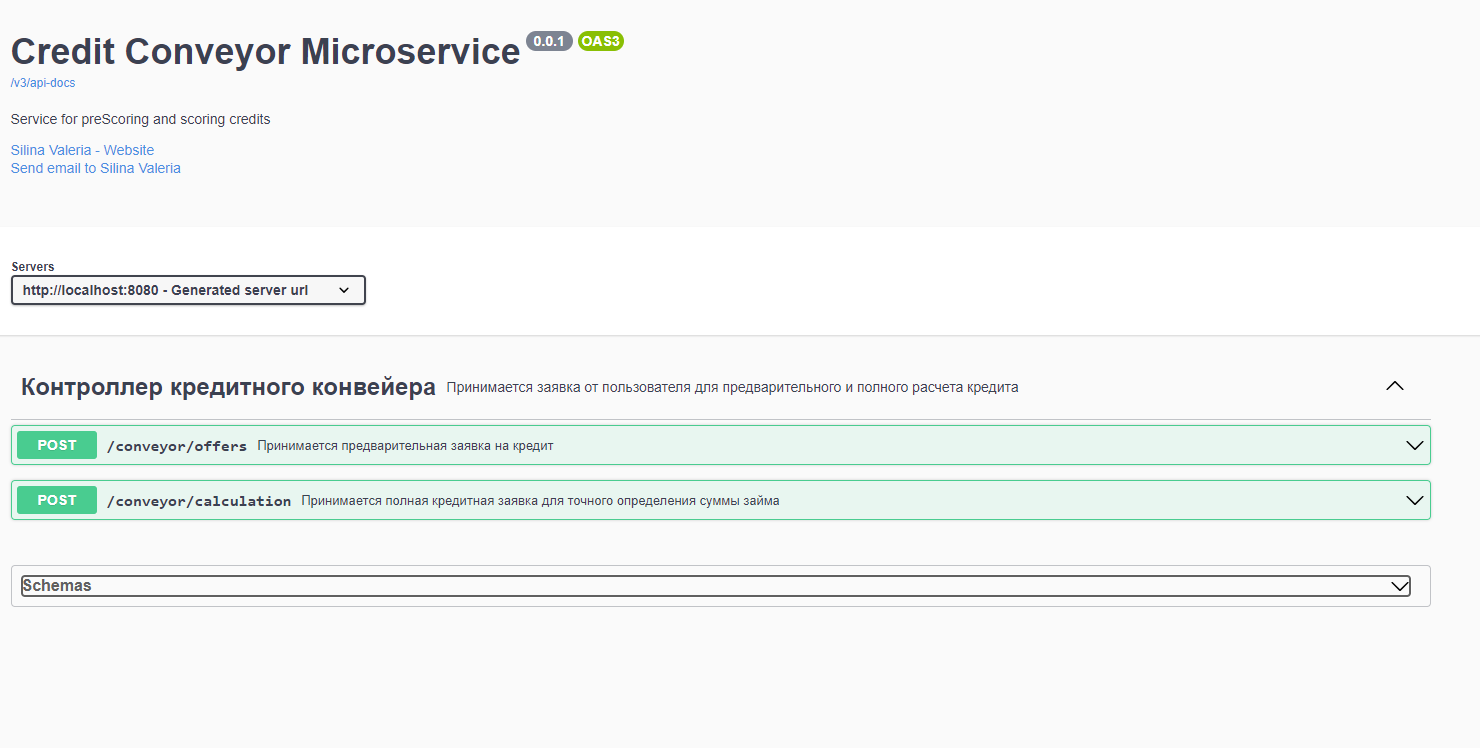 Credit Conveyor Microservice 0.0.1 OAS3
/v3/api-docs
Service for preScoring and scoring credits
Silina Valeria - Website
Send email to Silina Valeria
Servers
http://localhost:8080 - Generated server url
Контроллер кредитного конвейера Принимается заявка от пользователя для предварительного и полного расчета кредита
POST /conveyor/offers Принимается предварительная заявка на кредит
POST /conveyor/calculation Принимается полная кредитная заявка для точного определения суммы займа
Schemas